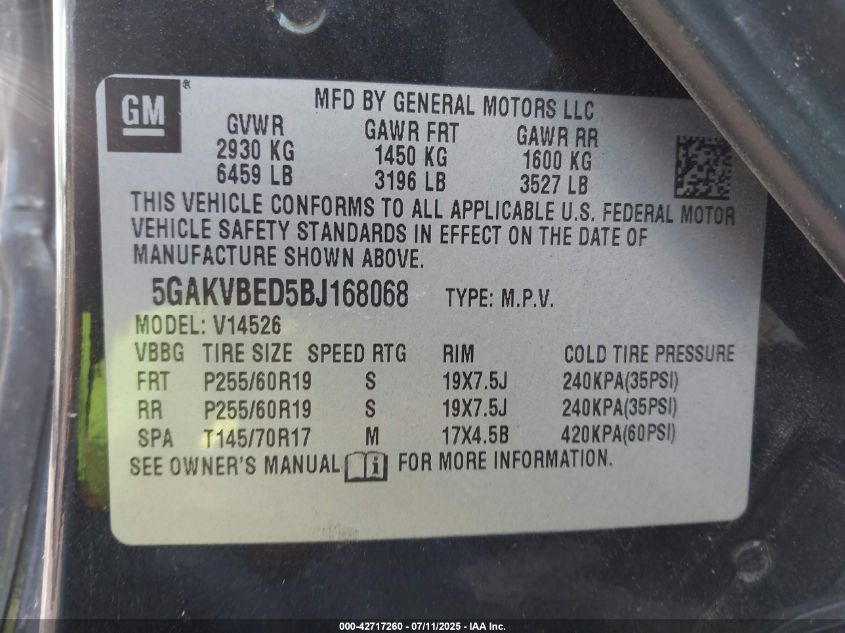 GM ®
MFD BY GENERAL MOTORS LLC
GVWR GAWR FRT GAWR RR
2930 KG 1450 KG 1600 KG
6459 LB 3196 LB 3527 LB
THIS VEHICLE CONFORMS TO ALL APPLICABLE U.S. FEDERAL MOTOR
VEHICLE SAFETY STANDARDS IN EFFECT ON THE DATE OF
MANUFACTURE SHOWN ABOVE.
5GAKVBED5BJ168068 TYPE: M.P.V.
MODEL: V14526
VBBG TIRE SIZE SPEED RTG RIM COLD TIRE PRESSURE
FRT P255/60R19 S 19X7.5J 240KPA(35PSI)
RR P255/60R19 S 19X7.5J 240KPA(35PSI)
SPA T145/70R17 M 17X4.5B 420KPA(60PSI)
SEE OWNER'S MANUAL i FOR MORE INFORMATION.
000-42717260 - 07/11/2025 - IAA Inc.